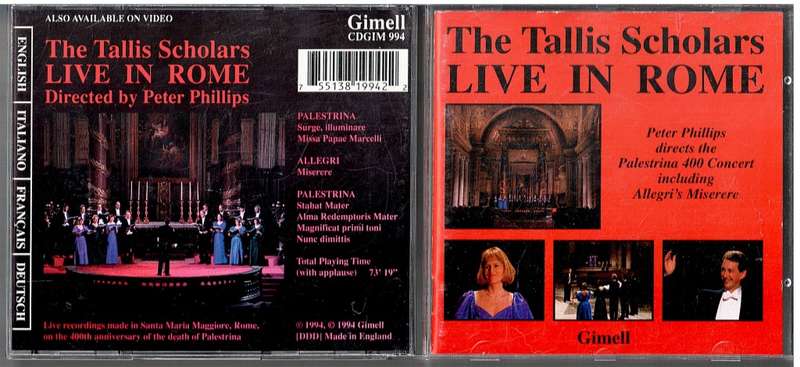 ALSO AVAILABLE ON VIDEO
Gimell
CDGIM 994
The Tallis Scholars
LIVE IN ROME
Directed by Peter Phillips
7 55138 19942 2
PALESTRINA
Surge, illuminare
Missa Papae Marcelli
ALLEGRI
Miserere
PALESTRINA
Stabat Mater
Alma Redemptoris Mater
Magnificat primi toni
Nunc dimittis
Total Playing Time
(with applause) 73' 19"
Live recordings made in Santa Maria Maggiore, Rome,
on the 400th anniversary of the death of Palestrina
℗ 1994, © 1994 Gimell
[DDD] Made in England
ENGLISH
ITALIANO
FRANÇAIS
DEUTSCH
The Tallis Scholars
LIVE IN ROME
Peter Phillips
directs the
Palestrina 400 Concert
including
Allegri's Miserere
Gimell